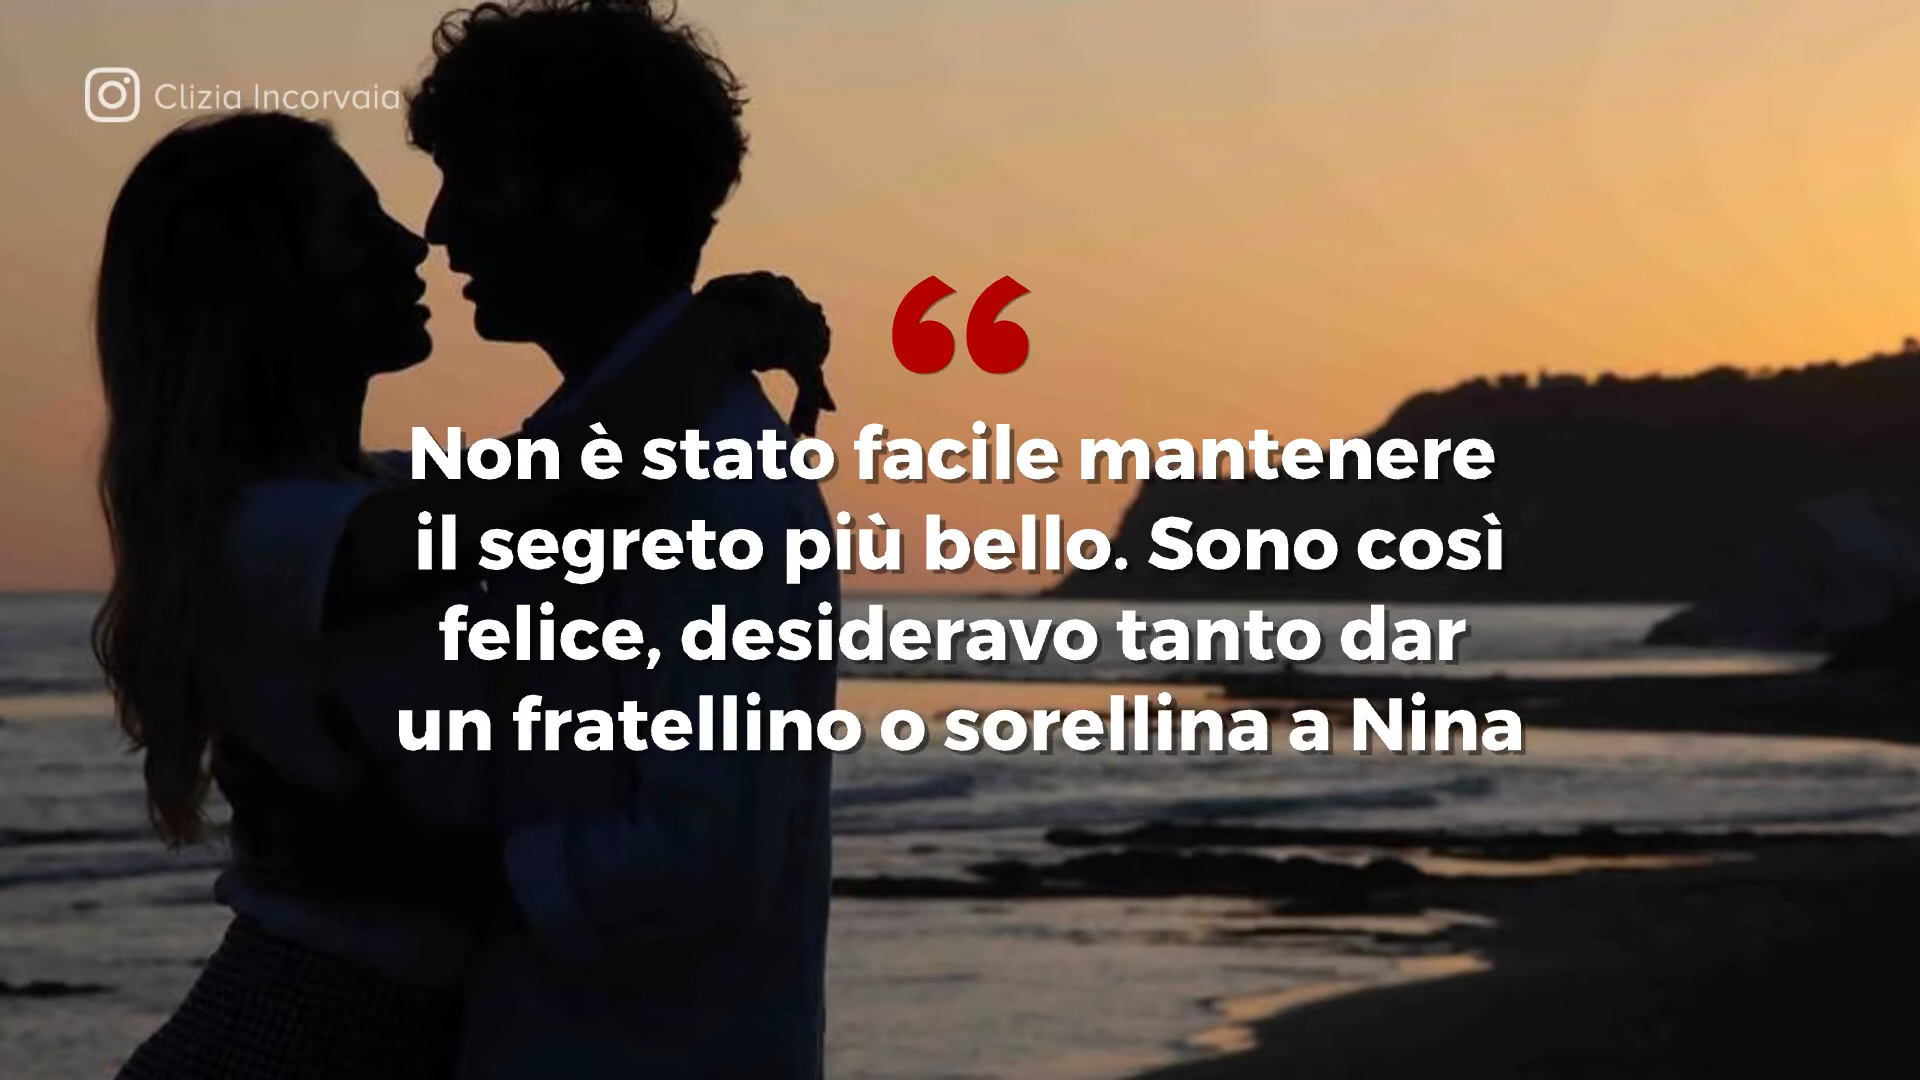 Clizia Incorvaia
“
Non è stato facile mantenere
il segreto più bello. Sono così
felice, desideravo tanto dar
un fratellino o sorellina a Nina